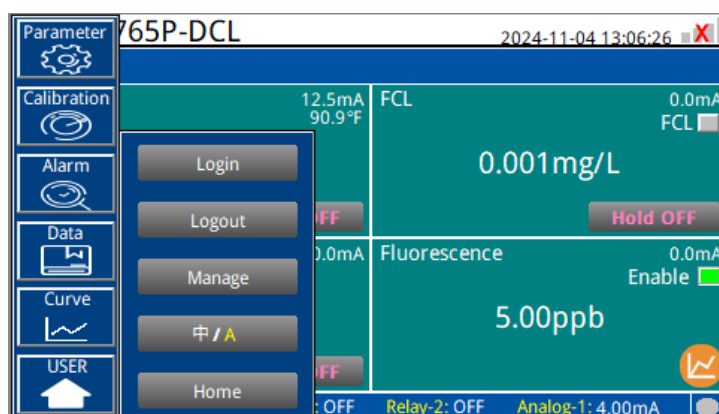 Parameter
765P-DCL
2024-11-04 13:06:26
X
Calibration
12.5mA
90.9°F
FCL
0.0mA
FCL
0.001mg/L
Hold OFF
Alarm
Login
Logout
OFF
Data
Manage
0.0mA
Fluorescence
0.0mA
Enable
5.00ppb
Curve
中/A
OFF
USER
Home
: OFF
Relay-2: OFF
Analog-1: 4.00mA